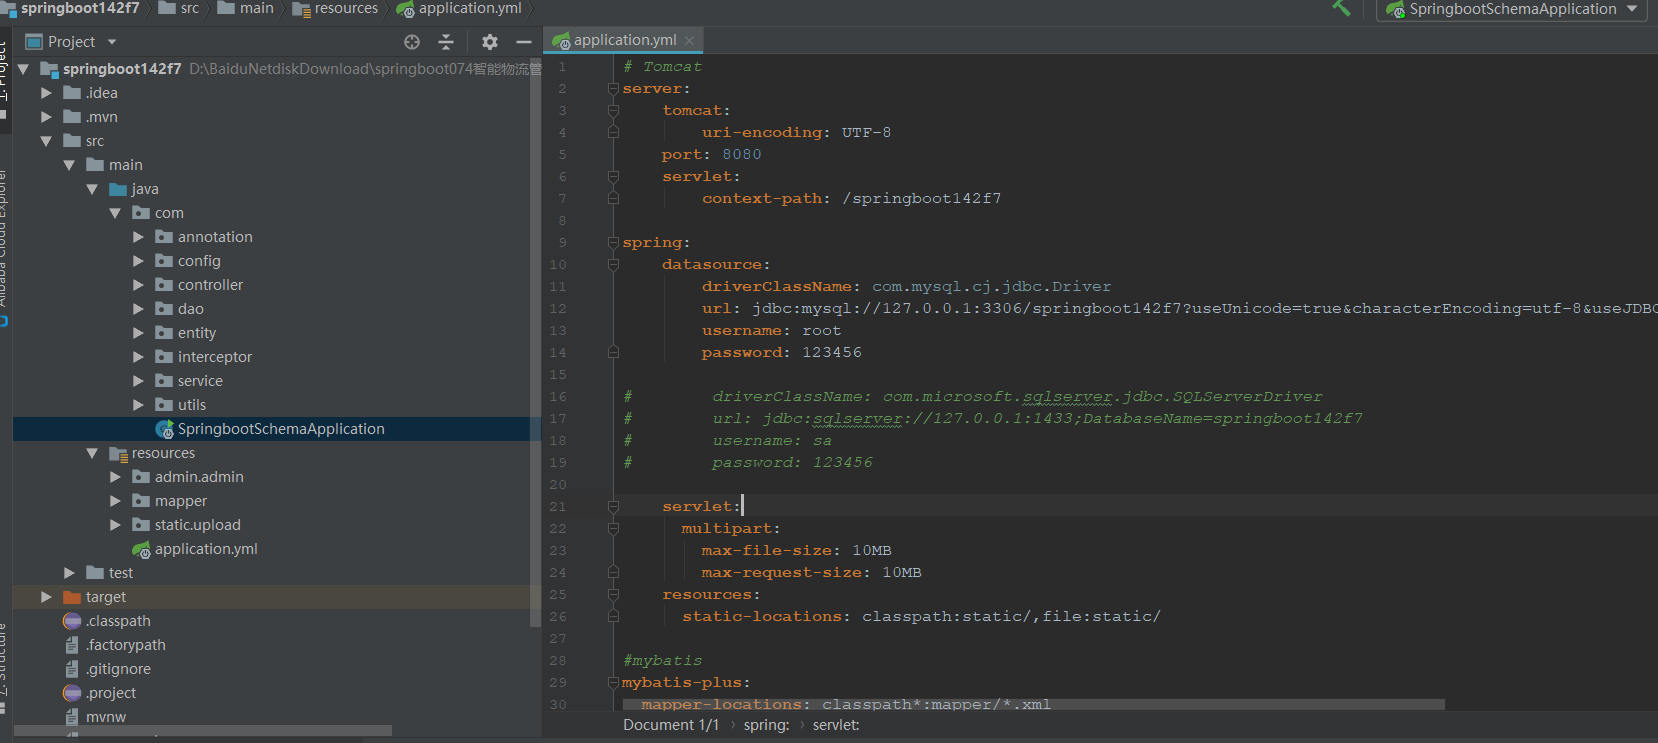 springboot142f7 src main resources application.yml SpringbootSchemaApplication
Project
application.yml
springboot142f7 D:\BaiduNetdiskDownload\springboot074智能物流管
.idea
.mvn
src
main
java
com
annotation
config
controller
dao
entity
interceptor
service
utils
SpringbootSchemaApplication
resources
admin.admin
mapper
static.upload
application.yml
test
target
.classpath
.factorypath
.gitignore
.project
mvnw
1 # Tomcat
2 server:
3 tomcat:
4 uri-encoding: UTF-8
5 port: 8080
6 servlet:
7 context-path: /springboot142f7
8
9 spring:
10 datasource:
11 driverClassName: com.mysql.cj.jdbc.Driver
12 url: jdbc:mysql://127.0.0.1:3306/springboot142f7?useUnicode=true&characterEncoding=utf-8&useJDBC
13 username: root
14 password: 123456
15
16 # driverClassName: com.microsoft.sqlserver.jdbc.SQLServerDriver
17 # url: jdbc:sqlserver://127.0.0.1:1433;DatabaseName=springboot142f7
18 # username: sa
19 # password: 123456
20
21 servlet:
22 multipart:
23 max-file-size: 10MB
24 max-request-size: 10MB
25 resources:
26 static-locations: classpath:static/,file:static/
27
28 #mybatis
29 mybatis-plus:
30 mapper-locations: classpath*:mapper/*.xml
Document 1/1 spring: servlet:
1: Project
Alibaba Cloud Explorer
7: Structure